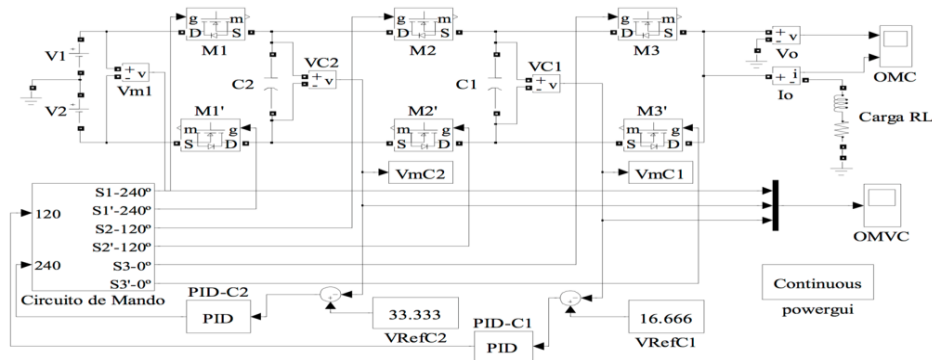 g m
D S
M1
g m
D S
M2
g m
D S
M3
V1
V2
+ - v
Vm1
C2
VC2
+ - v
C1
VC1
+ - v
+ - v
Vo
+ - i
Io
OMC
Carga RL
M1'
m g
S D
M2'
m g
S D
M3'
m g
S D
VmC2
VmC1
OMVC
120
240
S1-240º
S1'-240º
S2-120º
S2'-120º
S3-0º
S3'-0º
Circuito de Mando
PID-C2
PID
33.333
VRefC2
PID-C1
PID
16.666
VRefC1
Continuous
powergui